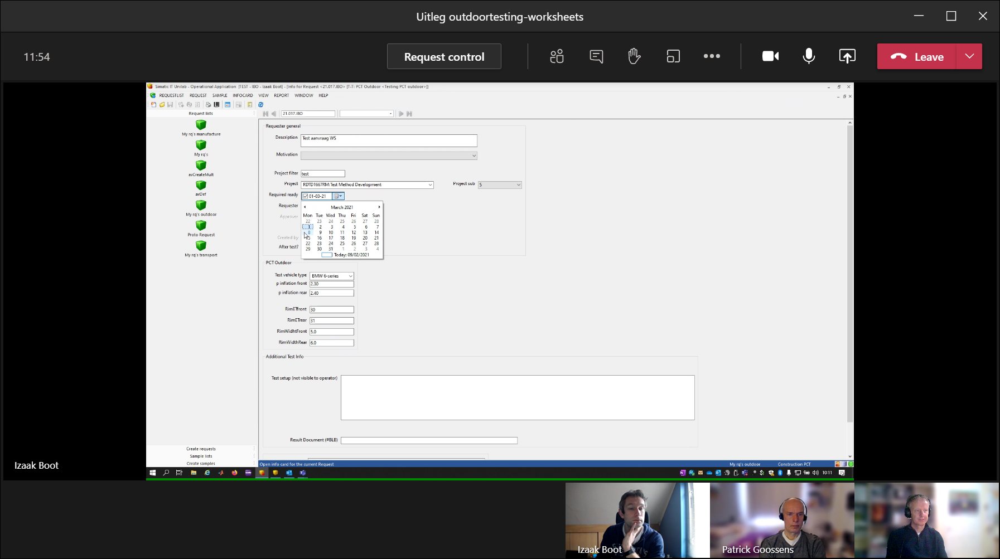 Uitleg outdoortesting-worksheets
11:54
Request control
Leave
Simatic IT Unilab - Operational Application [TEST - IBO - Izaak Boot] - [Info for Request <21.017.IBO> [T-T: PCT Outdoor <Testing PCT outdoor>]]
REQUESTLIST REQUEST SAMPLE INFOCARD VIEW REPORT WINDOW HELP
Request lists
21.017.IBO
My rq's manufacture
My rq's
avCreateMult
avDef
My rq's outdoor
Proto Request
My rq's transport
Create requests
Sample lists
Create samples
Requester general
Description Test aanvraag WS
Motivation
Project filter test
Project RDTD1667RM:Test Method Development Project sub 5
Required ready 01-03-21
Requester
Approver
Created by
After test?
March 2021
Mon Tue Wed Thu Fri Sat Sun
22 23 24 25 26 27 28
1 2 3 4 5 6 7
8 9 10 11 12 13 14
15 16 17 18 19 20 21
22 23 24 25 26 27 28
29 30 31 1 2 3 4
Today: 09/02/2021
PCT Outdoor
Test vehicle type BMW 6-series
p inflation front 2.30
p inflation rear 2.40
RimETfront 30
RimETrear 31
RimWidhtFront 5.0
RimWidthRear 6.0
Additional Test Info
Test setup (not visible to operator)
Result Document (#BLB)
Open info card for the current Request My rq's outdoor Construction PCT
10:11
Izaak Boot
Izaak Boot
Patrick Goossens